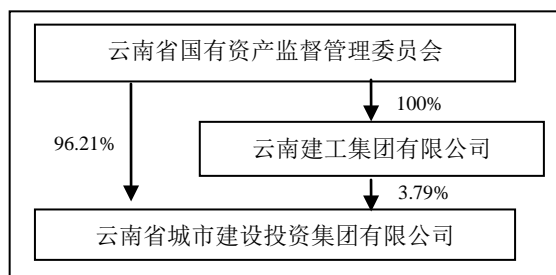 云南省国有资产监督管理委员会
100%
96.21%
云南建工集团有限公司
3.79%
云南省城市建设投资集团有限公司